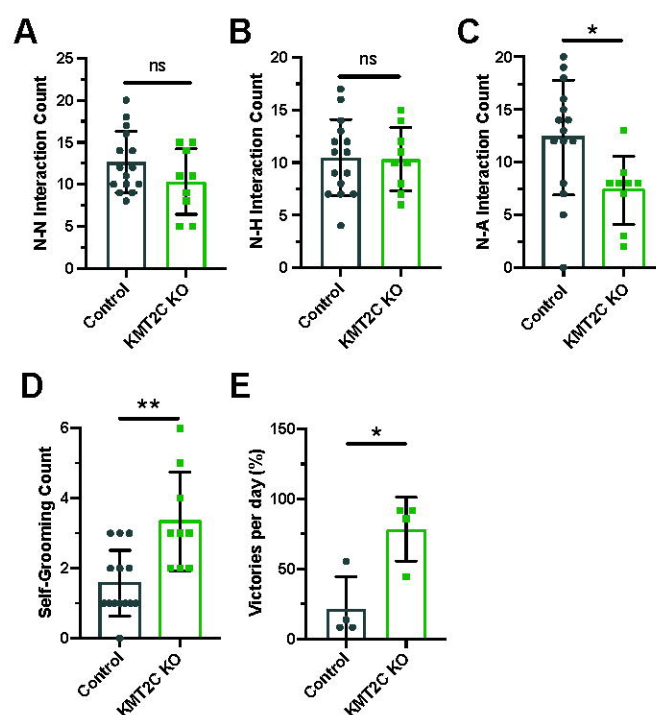 A
N-N Interaction Count
25
20
15
10
5
0
ns
Control
KMT2C KO
B
N-H Interaction Count
20
15
10
5
0
ns
Control
KMT2C KO
C
N-A Interaction Count
20
15
10
5
0
*
Control
KMT2C KO
D
Self-Grooming Count
6
4
2
0
**
Control
KMT2C KO
E
Victories per day (%)
150
100
50
0
*
Control
KMT2C KO